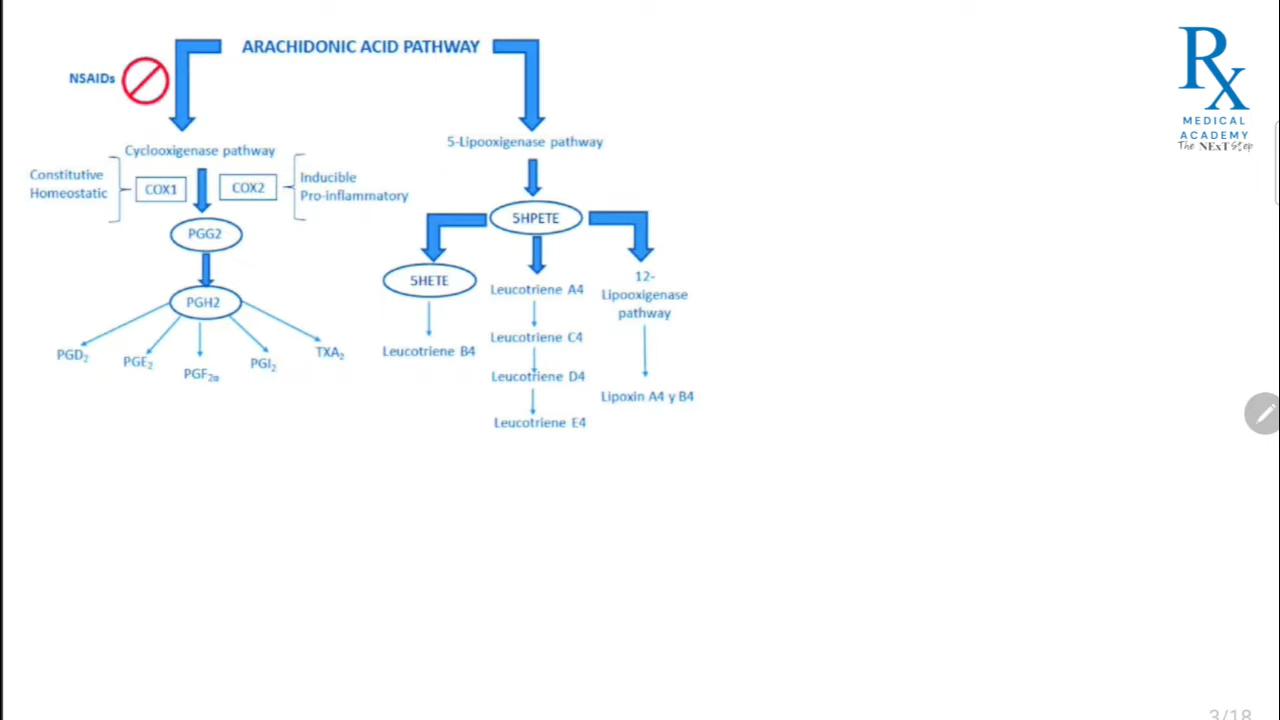 ARACHIDONIC ACID PATHWAY
NSAIDs
Cyclooxigenase pathway
Constitutive
Homeostatic
COX1
COX2
Inducible
Pro-inflammatory
PGG2
PGH2
PGD₂
PGE₂
PGF₂α
PGI₂
TXA₂
5-Lipooxigenase pathway
5HPETE
5HETE
Leucotriene B4
Leucotriene A4
Leucotriene C4
Leucotriene D4
Leucotriene E4
12-
Lipooxigenase
pathway
Lipoxin A4 y B4
Rx
MEDICAL
ACADEMY
The NExT Step
3/18